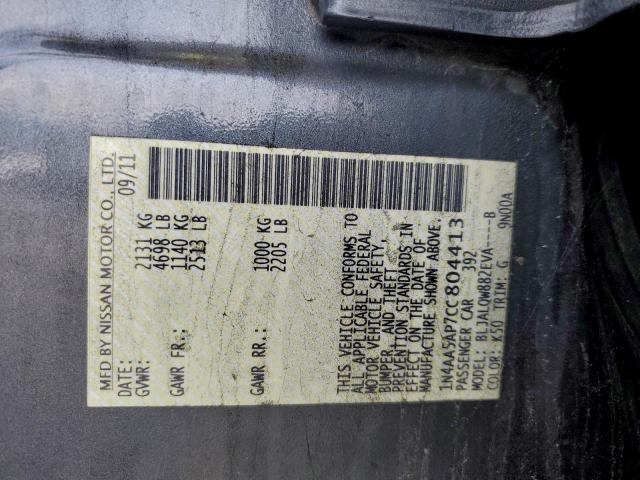 MFD BY NISSAN MOTOR CO., LTD.
DATE: 09/11
GVWR: 2131 KG
4698 LB
GAWR FR.: 1140 KG
2513 LB
GAWR RR.: 1000 KG
2205 LB
THIS VEHICLE CONFORMS TO
ALL APPLICABLE FEDERAL
MOTOR VEHICLE SAFETY,
BUMPER, AND THEFT
PREVENTION STANDARDS IN
EFFECT ON THE DATE OF
MANUFACTURE SHOWN ABOVE.
1N4AA5AP7CC804413
PASSENGER CAR 392
MODEL: BLJALQW882EVA----B
COLOR: K50 TRIM: G 9N00A